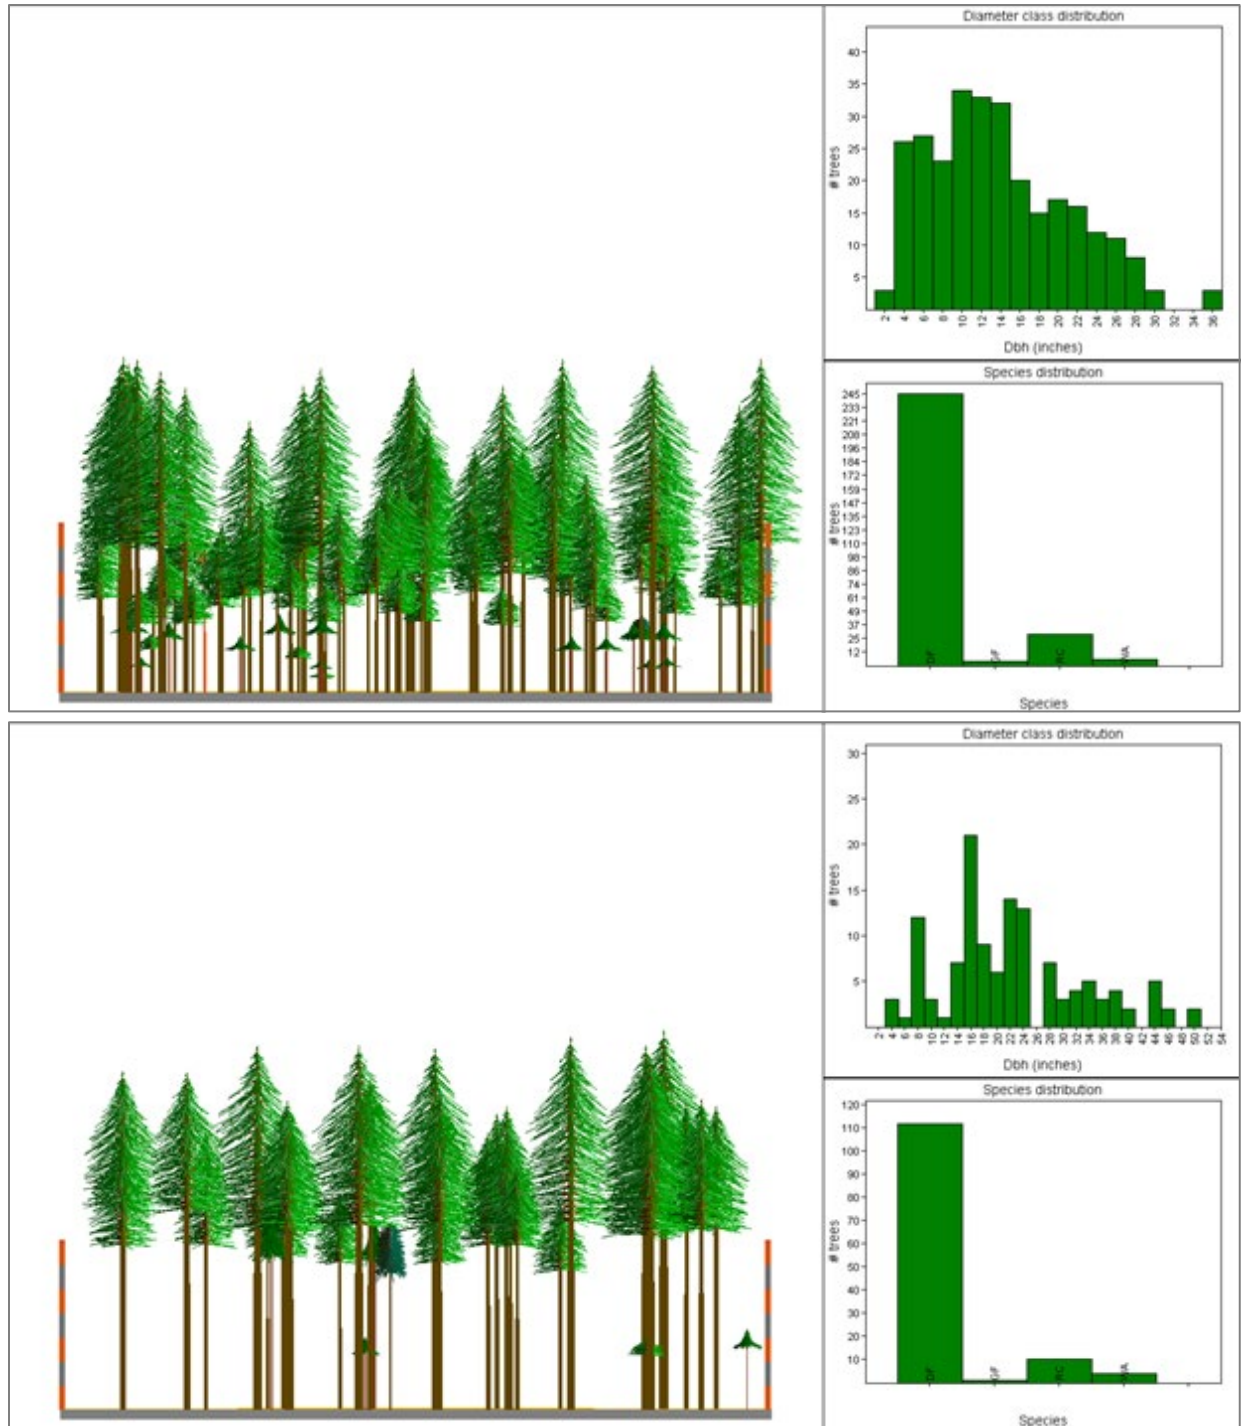 Diameter class distribution
40
35
30
25
20
15
10
5
# trees
2 4 6 8 10 12 14 16 18 20 22 24 26 28 30 32 34 36
Dbh (inches)
Species distribution
245
233
221
208
196
184
172
159
147
135
123
110
98
86
74
61
49
37
25
12
# trees
DF GF RC WA
Species
Diameter class distribution
30
25
20
15
10
5
# trees
2 4 6 8 10 12 14 16 18 20 22 24 26 28 30 32 34 36 38 40 42 44 46 48 50 52 54
Dbh (inches)
Species distribution
120
110
100
90
80
70
60
50
40
30
20
10
# trees
DF GF RC WA
Species